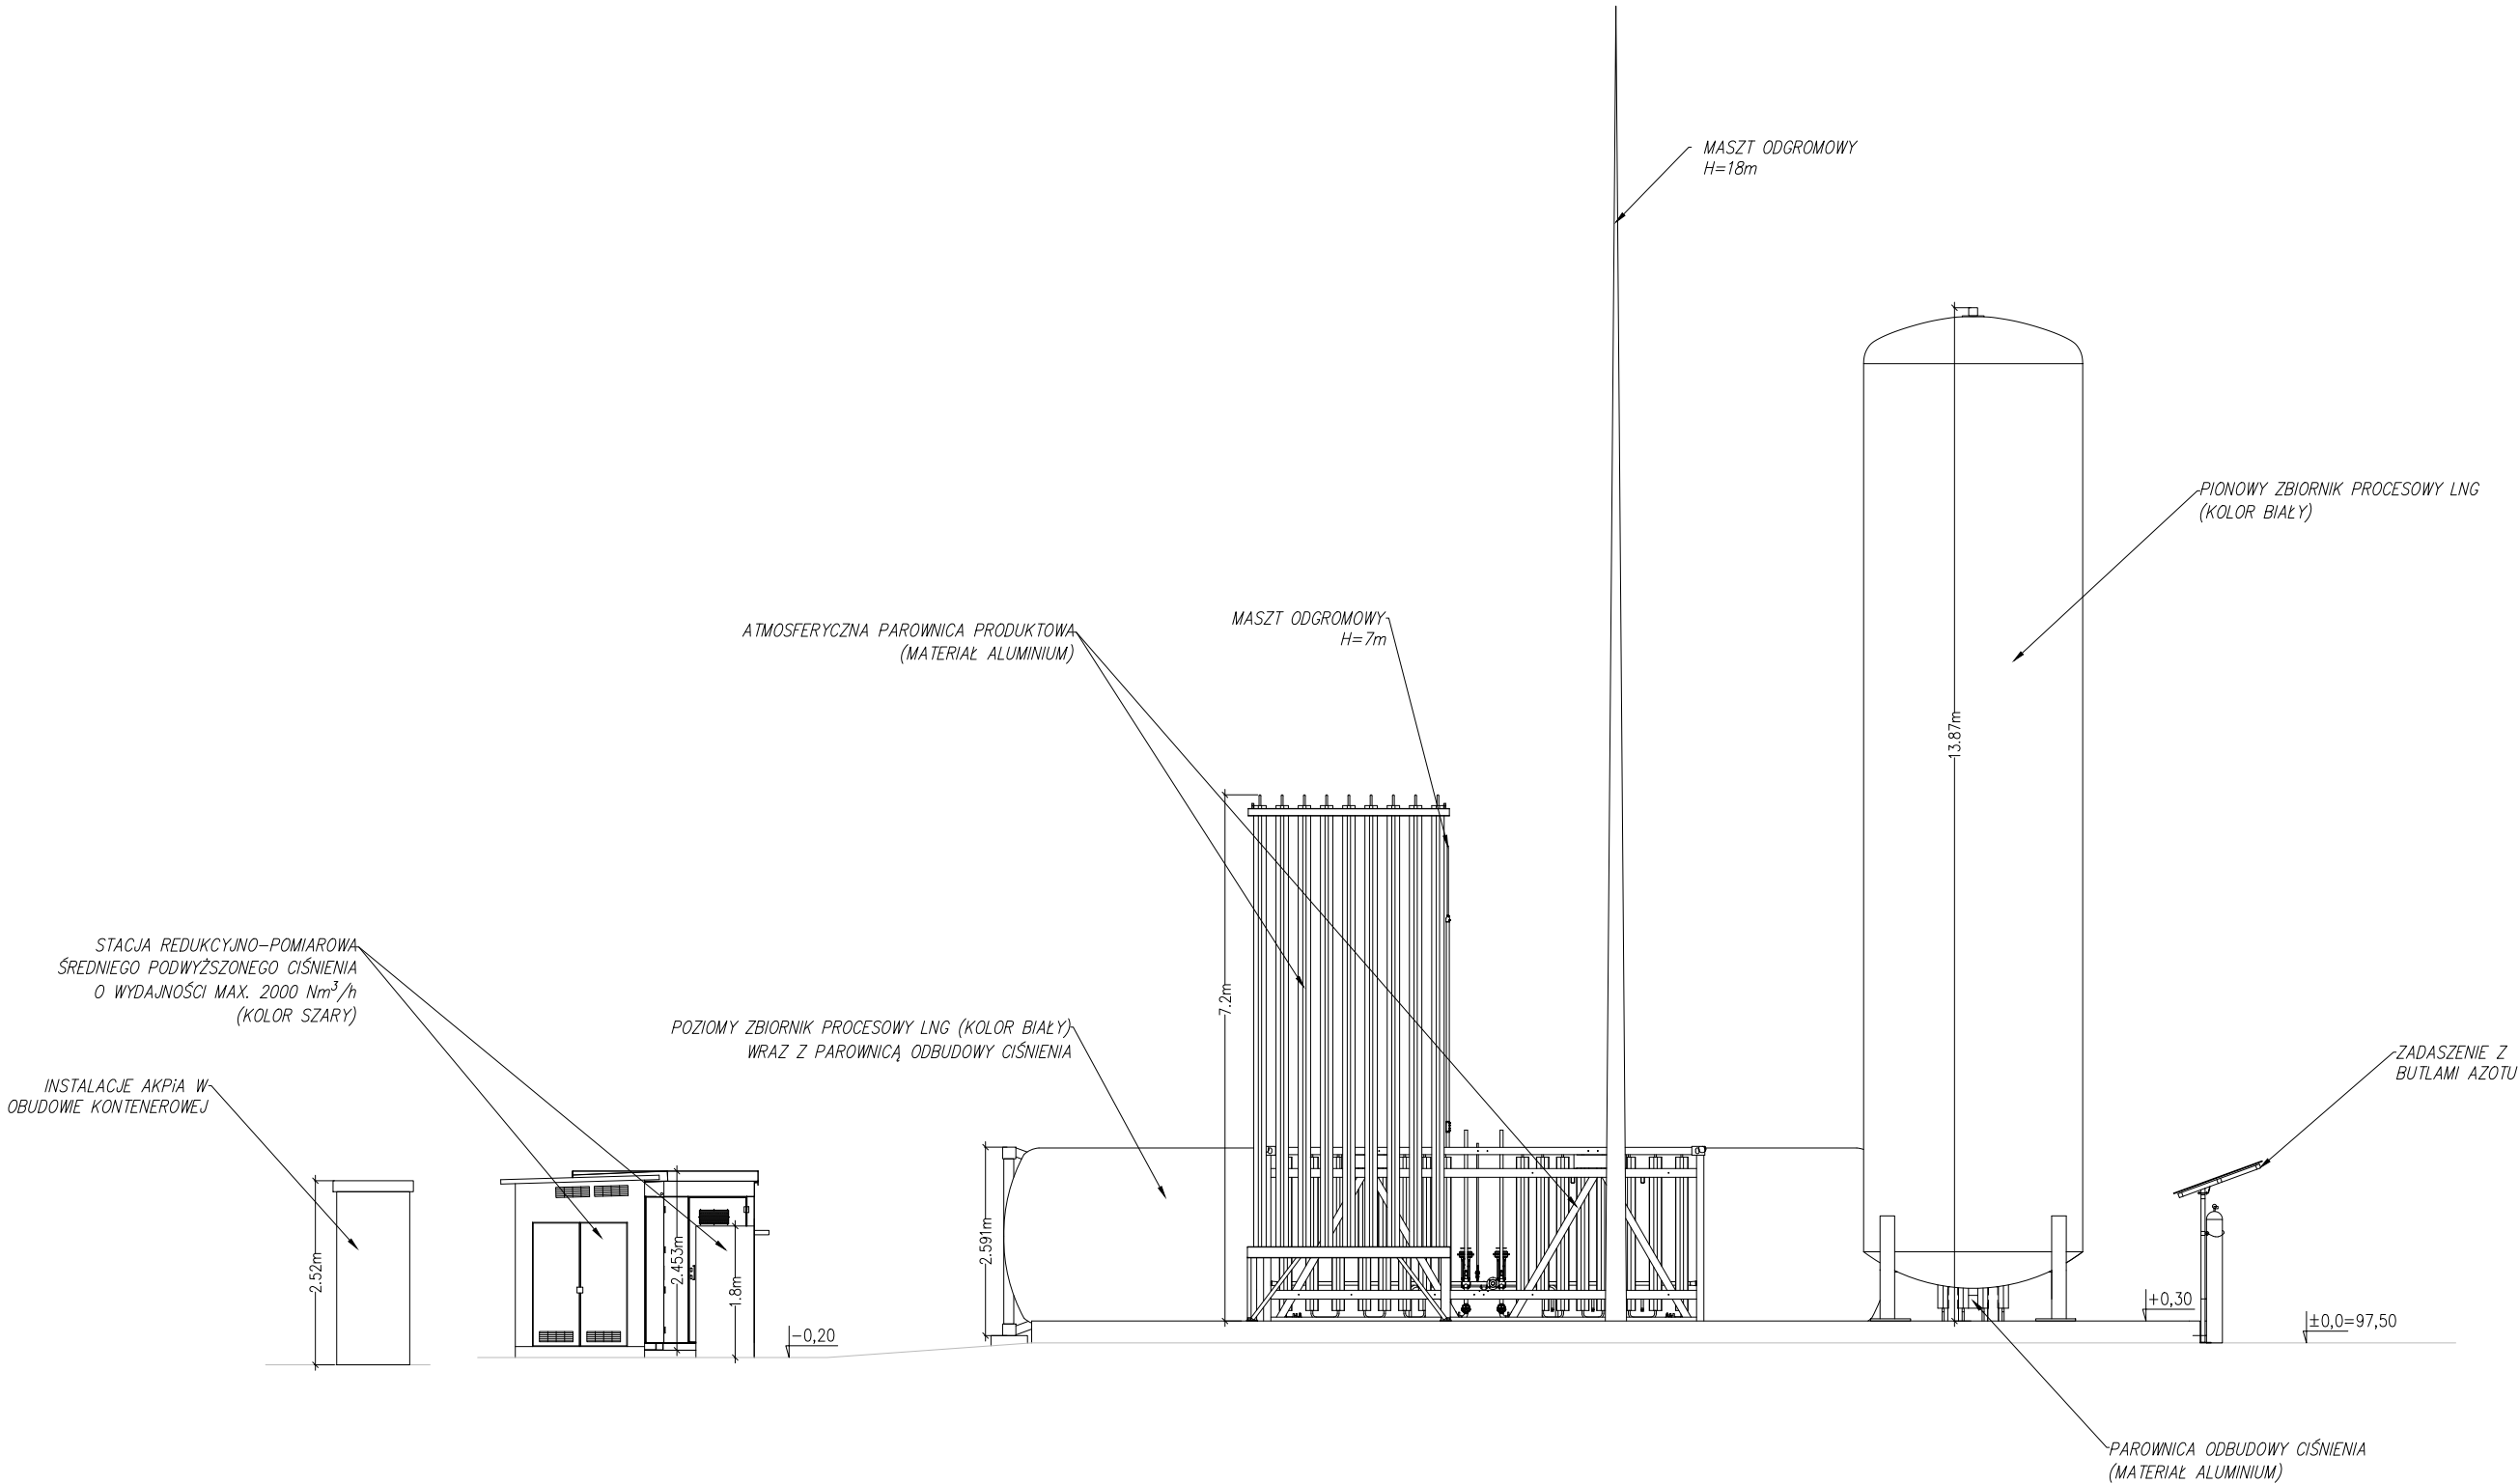 MASZT ODGROMOWY
H=18m
PIONOWY ZBIORNIK PROCESOWY LNG
(KOLOR BIAŁY)
ATMOSFERYCZNA PAROWNICA PRODUKTOWA
(MATERIAŁ ALUMINIUM)
MASZT ODGROMOWY
H=7m
13.87m
STACJA REDUKCYJNO-POMIAROWA
ŚREDNIEGO PODWYŻSZONEGO CIŚNIENIA
O WYDAJNOŚCI MAX. 2000 Nm³/h
(KOLOR SZARY)
7.2m
POZIOMY ZBIORNIK PROCESOWY LNG (KOLOR BIAŁY)
WRAZ Z PAROWNICĄ ODBUDOWY CIŚNIENIA
ZADASZENIE Z
BUTLAMI AZOTU
INSTALACJE AKPiA W
OBUDOWIE KONTENEROWEJ
2.52m
2.453m
1.8m
2.591m
-0,20
+0,30
±0,0=97,50
PAROWNICA ODBUDOWY CIŚNIENIA
(MATERIAŁ ALUMINIUM)